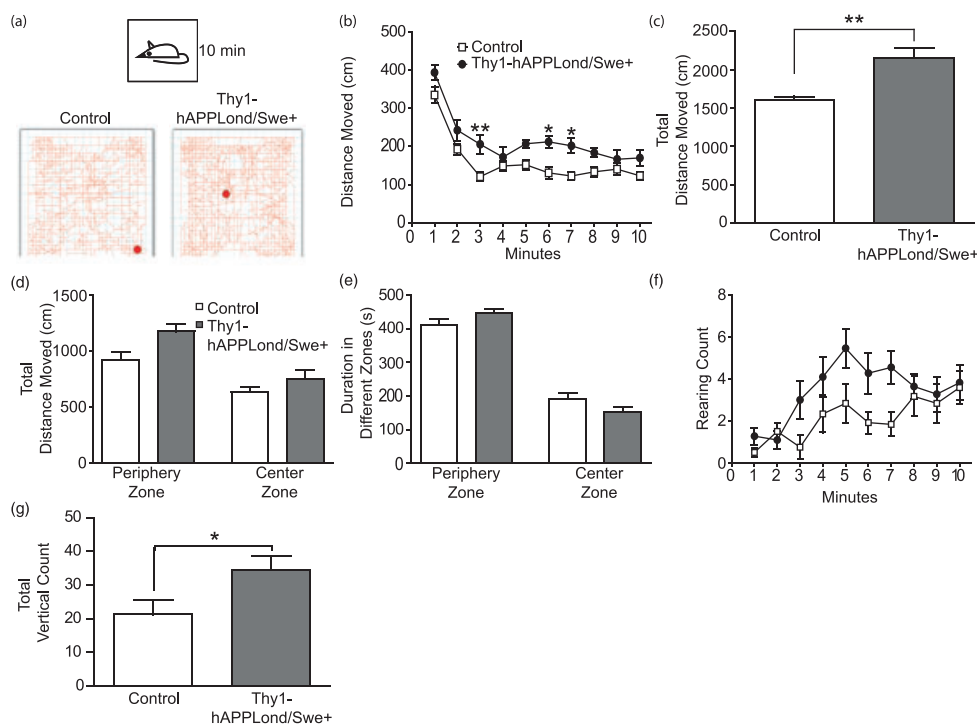 (a)
10 min
Control
Thy1-
hAPPLond/Swe+
(b)
Control
Thy1-hAPPLond/Swe+
Distance Moved (cm)
400
300
200
100
0
**
*
*
0 1 2 3 4 5 6 7 8 9 10
Minutes
(c)
**
Total
Distance Moved (cm)
2500
2000
1500
1000
500
0
Control
Thy1-
hAPPLond/Swe+
(d)
Control
Thy1-
hAPPLond/Swe+
Total
Distance Moved (cm)
1500
1000
500
0
Periphery
Zone
Center
Zone
(e)
Duration in
Different Zones (s)
500
400
300
200
100
0
Periphery
Zone
Center
Zone
(f)
Rearing Count
8
6
4
2
0
0 1 2 3 4 5 6 7 8 9 10
Minutes
(g)
*
Total
Vertical Count
50
40
30
20
10
0
Control
Thy1-
hAPPLond/Swe+